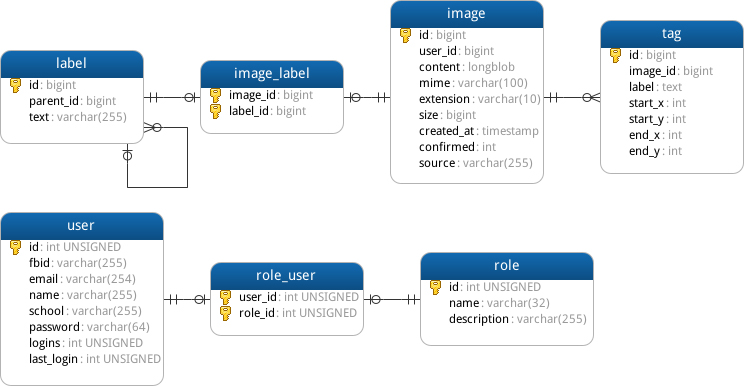 label
id: bigint
parent_id: bigint
text: varchar(255)
image_label
image_id: bigint
label_id: bigint
image
id: bigint
user_id: bigint
content: longblob
mime: varchar(100)
extension: varchar(10)
size: bigint
created_at: timestamp
confirmed: int
source: varchar(255)
tag
id: bigint
image_id: bigint
label: text
start_x: int
start_y: int
end_x: int
end_y: int
user
id: int UNSIGNED
fbid: varchar(255)
email: varchar(254)
name: varchar(255)
school: varchar(255)
password: varchar(64)
logins: int UNSIGNED
last_login: int UNSIGNED
role_user
user_id: int UNSIGNED
role_id: int UNSIGNED
role
id: int UNSIGNED
name: varchar(32)
description: varchar(255)